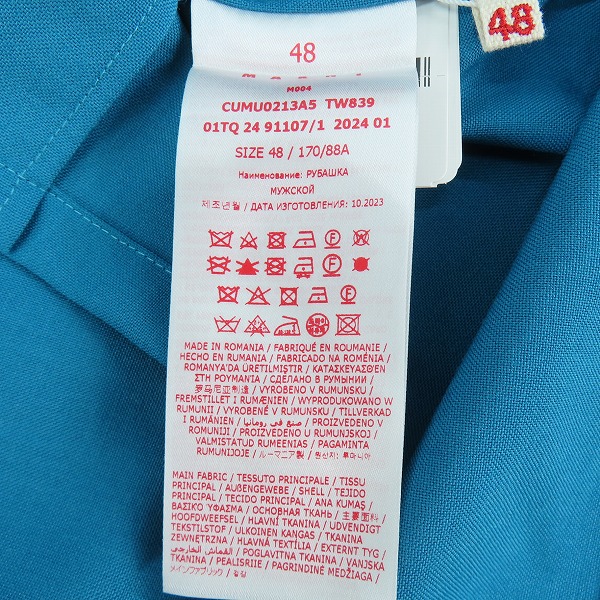 48
48
M004
CUMU0213A5 TW839
01TQ 24 91107/1 2024 01
SIZE 48 / 170/88A
Наименование: РУБАШКА
МУЖСКОЙ
제조년월 / ДАТА ИЗГОТОВЛЕНИЯ: 10.2023
MADE IN ROMANIA / FABRIQUÉ EN ROUMANIE /
HECHO EN RUMANIA / FABRICADO NA ROMÉNIA /
ROMANYA'DA ÜRETILMIŞTIR / ΚΑΤΑΣΚΕΥΑΣΘΕΝ
ΣΤΗ ΡΟΥΜΑΝΙΑ / СДЕЛАНО В РУМЫНИИ /
罗马尼亚制造 / VYROBENO V RUMUNSKU /
FREMSTILLET I RUMÆNIEN / WYPRODUKOWANO W
RUMUNII / VYROBENÉ V RUMUNSKU / TILLVERKAD
I RUMÄNIEN / صنع في رومانيا / PROIZVEDENO V
ROMUNIJI / PROIZVEDENO U RUMUNJSKOJ /
VALMISTATUD RUMEENIAS / PAGAMINTA
RUMUNIJOJE / ルーマニア製 / 원산지: 루마니아
MAIN FABRIC / TESSUTO PRINCIPALE / TISSU
PRINCIPAL / AUßENGEWEBE / SHELL / TEJIDO
PRINCIPAL / TECIDO PRINCIPAL / ANA KUMAŞ /
ΒΑΣΙΚΟ ΥΦΑΣΜΑ / ОСНОВНАЯ ТКАНЬ / 主要面料 /
HOOFDWEEFSEL / HLAVNÍ TKANINA / UDVENDIGT
TEKSTILSTOF / ULKOINEN KANGAS / TKANINA
ZEWNĘTRZNA / HLAVNÁ TEXTÍLIA / EXTERNT TYG /
القماش الخارجي / POGLAVITNA TKANINA / VANJSKA
TKANINA / PEALISRIIE / PAGRINDINĖ MEDŽIAGA /
メインファブリック / 겉감